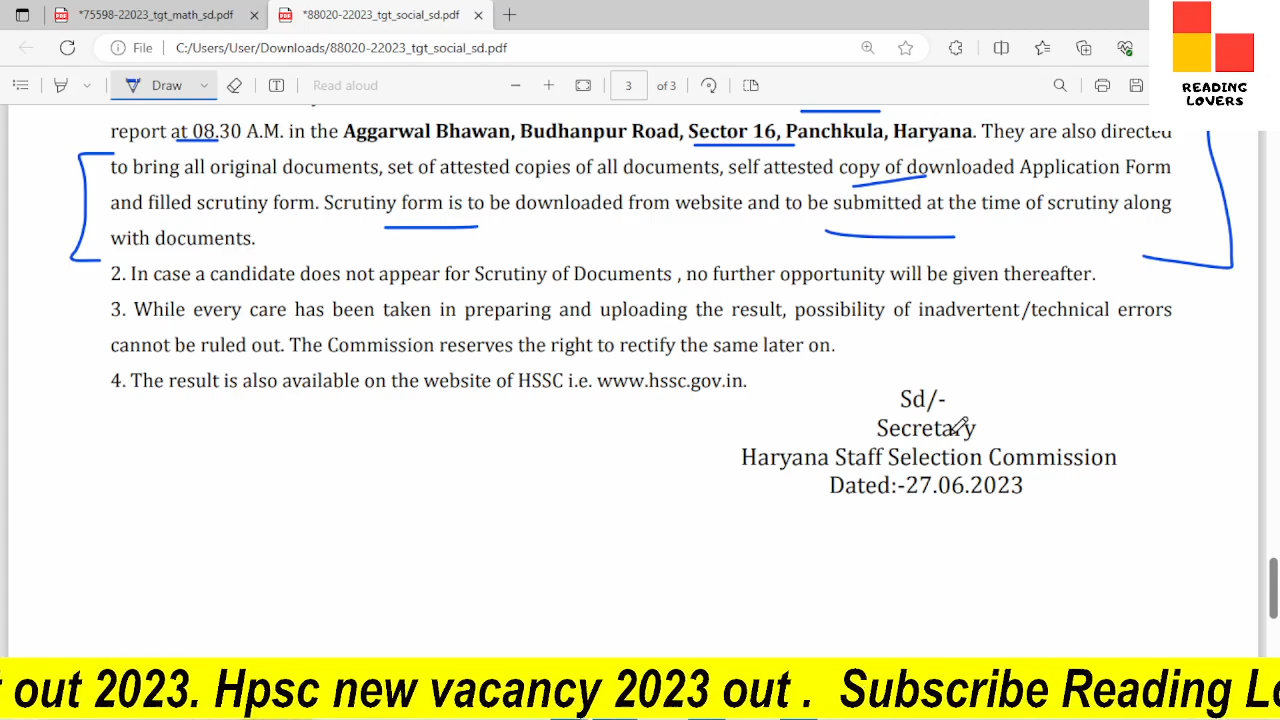 *75598-22023_tgt_math_sd.pdf
*88020-22023_tgt_social_sd.pdf
File
C:/Users/User/Downloads/88020-22023_tgt_social_sd.pdf
Draw
Read aloud
3
of 3
READING
LOVERS
report at 08.30 A.M. in the Aggarwal Bhawan, Budhanpur Road, Sector 16, Panchkula, Haryana. They are also directed
to bring all original documents, set of attested copies of all documents, self attested copy of downloaded Application Form
and filled scrutiny form. Scrutiny form is to be downloaded from website and to be submitted at the time of scrutiny along
with documents.
2. In case a candidate does not appear for Scrutiny of Documents , no further opportunity will be given thereafter.
3. While every care has been taken in preparing and uploading the result, possibility of inadvertent/technical errors
cannot be ruled out. The Commission reserves the right to rectify the same later on.
4. The result is also available on the website of HSSC i.e. www.hssc.gov.in.
Sd/-
Secretary
Haryana Staff Selection Commission
Dated:-27.06.2023
out 2023. Hpsc new vacancy 2023 out . Subscribe Reading